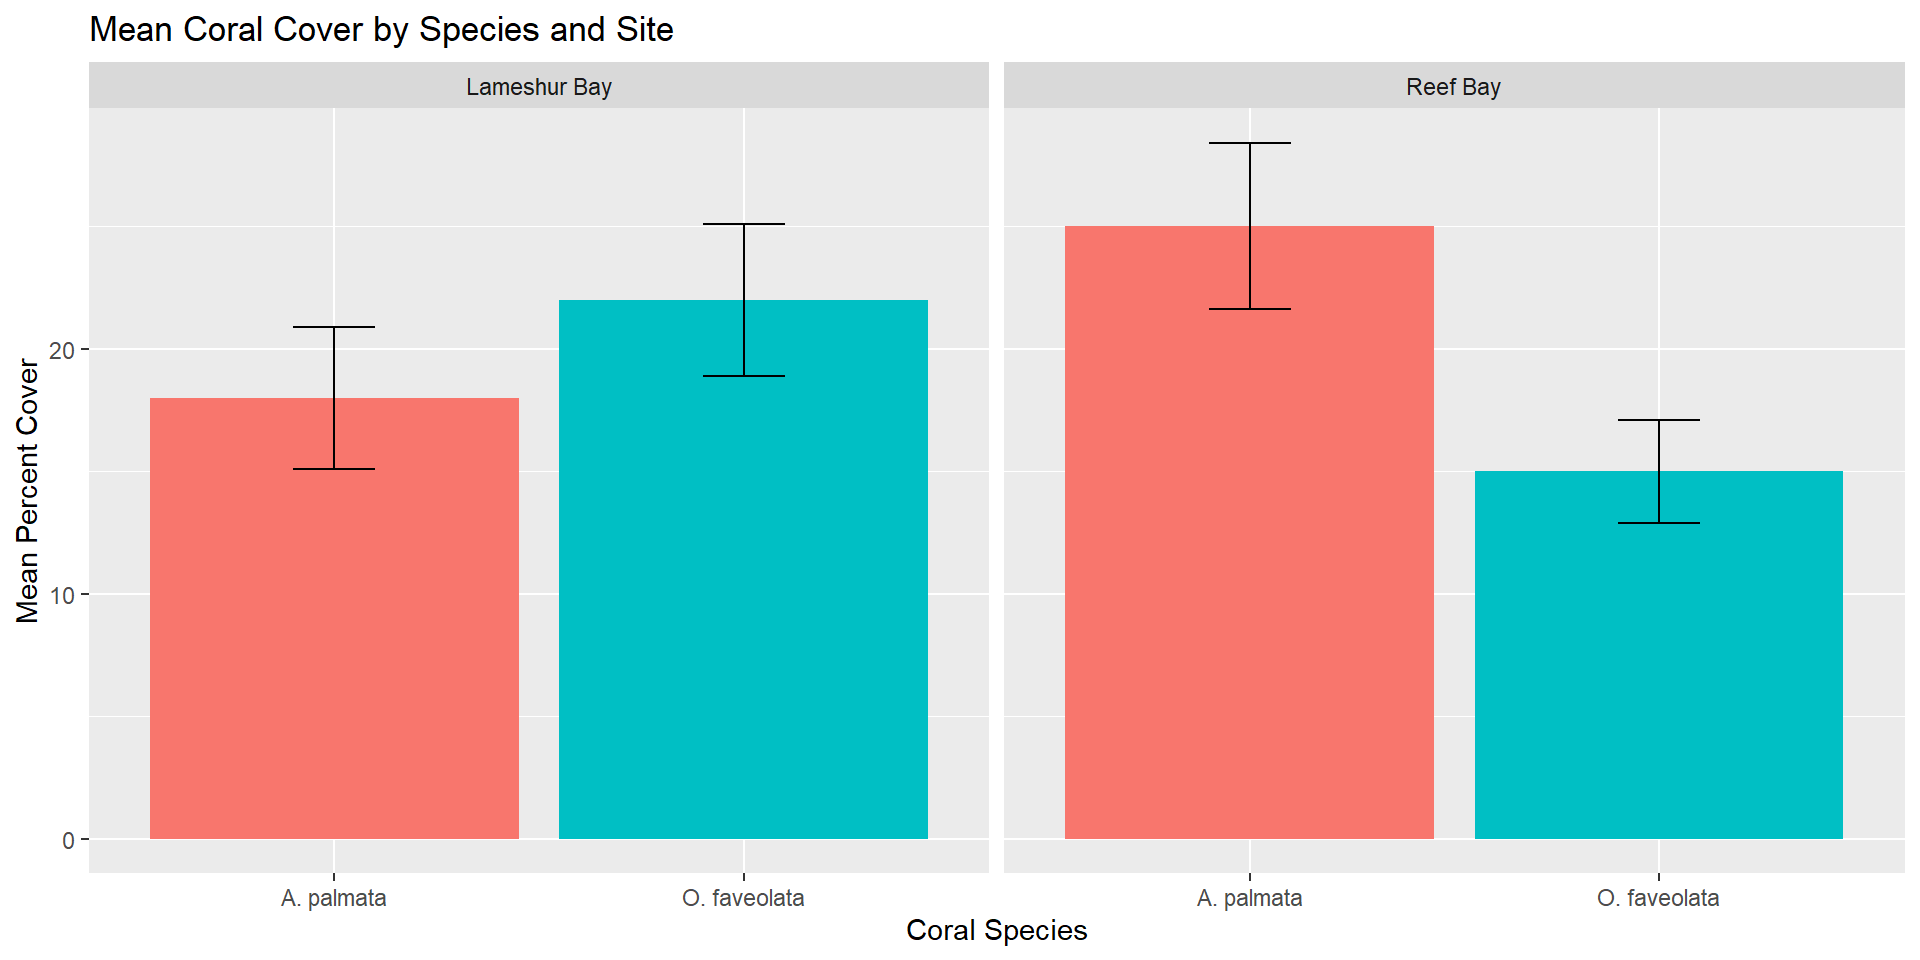 Mean Coral Cover by Species and Site
Lameshur Bay
Reef Bay
Mean Percent Cover
20
10
0
A. palmata
O. faveolata
A. palmata
O. faveolata
Coral Species